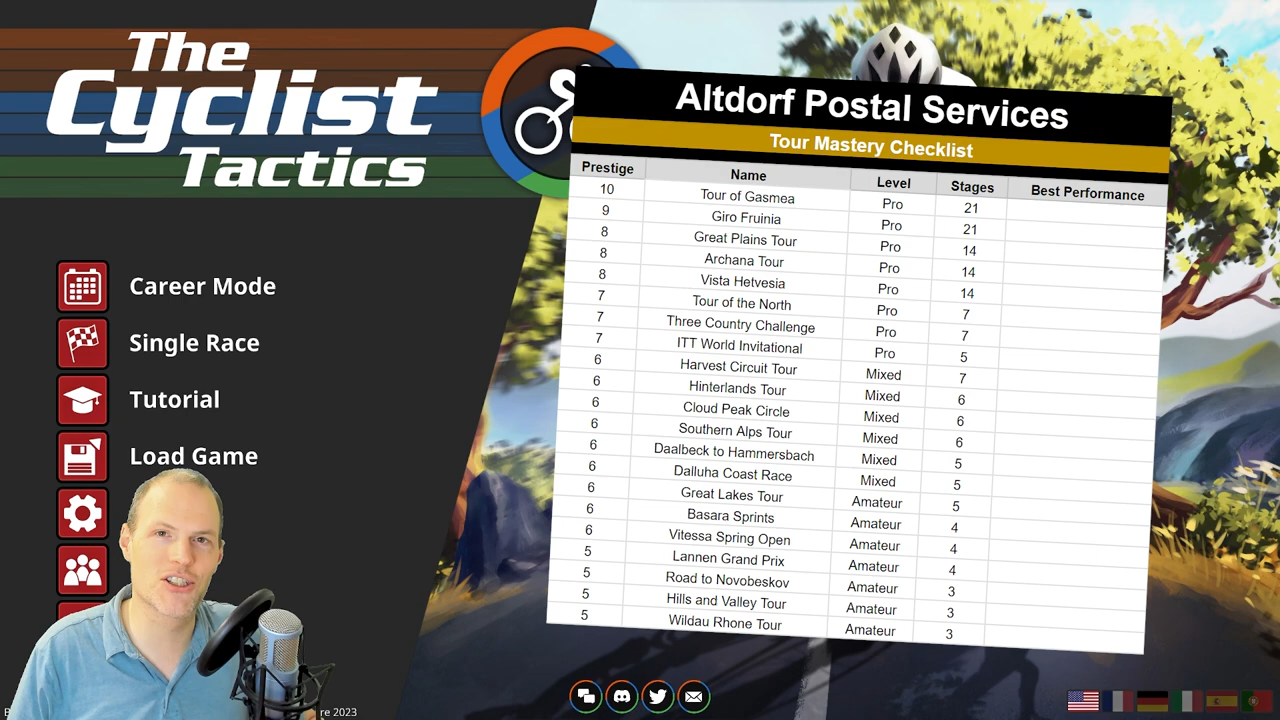 The
Cyclist
Tactics
Career Mode
Single Race
Tutorial
Load Game
Altdorf Postal Services
Tour Mastery Checklist
Prestige Name Level Stages Best Performance
10 Tour of Gasmea Pro 21
9 Giro Fruinia Pro 21
8 Great Plains Tour Pro 14
8 Archana Tour Pro 14
8 Vista Hetvesia Pro 14
7 Tour of the North Pro 7
7 Three Country Challenge Pro 7
7 ITT World Invitational Pro 5
6 Harvest Circuit Tour Mixed 7
6 Hinterlands Tour Mixed 6
6 Cloud Peak Circle Mixed 6
6 Southern Alps Tour Mixed 6
6 Daalbeck to Hammersbach Mixed 5
6 Dalluha Coast Race Mixed 5
6 Great Lakes Tour Amateur 5
6 Basara Sprints Amateur 4
6 Vitessa Spring Open Amateur 4
5 Lannen Grand Prix Amateur 4
5 Road to Novobeskov Amateur 3
5 Hills and Valley Tour Amateur 3
5 Wildau Rhone Tour Amateur 3
2023